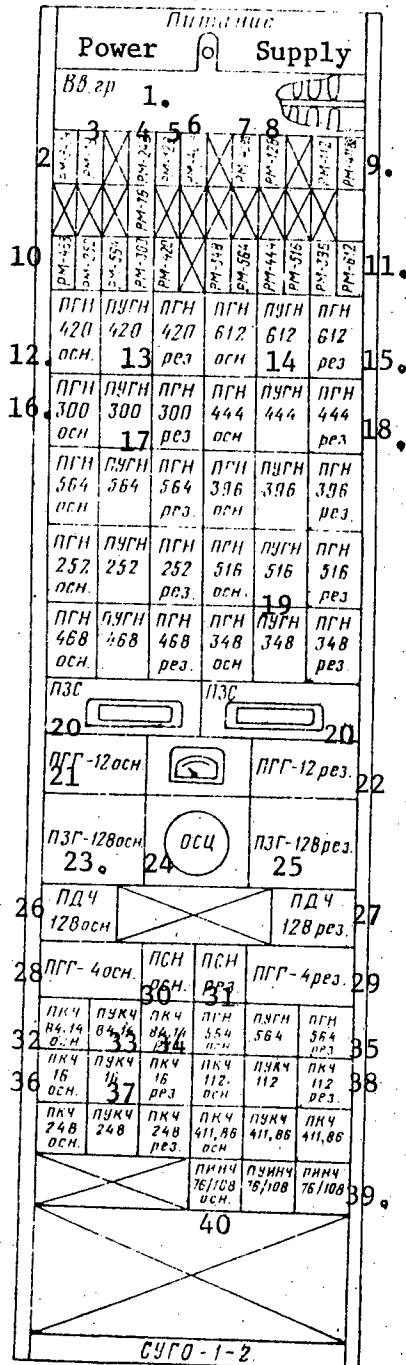 Питание
Power Supply
Вв.гр
1.
3 4 5 6 7 8
2 9.
РМ-128 РМ-112
РМ-16
10 РМ-300 РМ-420 РМ-348 РМ-564 РМ-444 РМ-516 РМ-396 РМ-612 11.
ПГН ПУГН ПГН ПГН ПУГН ПГН
420 420 420 612 612 612
осн. рез осн рез
12. 13 14 15.
16. ПГН ПУГН ПГН ПГН ПУГН ПГН
300 300 300 444 444 444
осн рез осн рез
17 18.
ПГН ПУГН ПГН ПГН ПУГН ПГН
564 564 564 396 396 396
осн рез осн рез.
ПГН ПУГН ПГН ПГН ПУГН ПГН
252 252 252 516 516 516
осн. рез. осн. рез.
19
ПГН ПУГН ПГН ПГН ПУГН ПГН
468 468 468 348 348 348
осн. рез. осн рез.
ПЗС ПЗС
20 20
ПГГ-12осн ПГГ-12рез.
21 22
ПЗГ-128осн ОСЦ ПЗГ-128рез.
23. 24 25
26 ПДЧ ПДЧ 27
128осн 128рез.
28 ПГГ-4осн. ПСН ПСН ПГГ-4рез. 29
осн. рез
30 31
ПКЧ ПУКЧ ПКЧ ПГН ПУГН ПГН
84.14 84.14 84.14 564 564 564
осн рез осн рез
32 33 34 35
36 ПКЧ ПУКЧ ПКЧ ПКЧ ПУКЧ ПКЧ 38
16 16 16 112 112 112
осн. рез осн рез
37
ПКЧ ПУКЧ ПКЧ ПКЧ ПУКЧ ПКЧ
248 248 248 411,86 411,86 411,86
осн. рез. осн
ПИНЧ ПУИНЧ ПИНЧ
76/108 76/108 76/108
осн.
39.
40
СУГО-1-2.